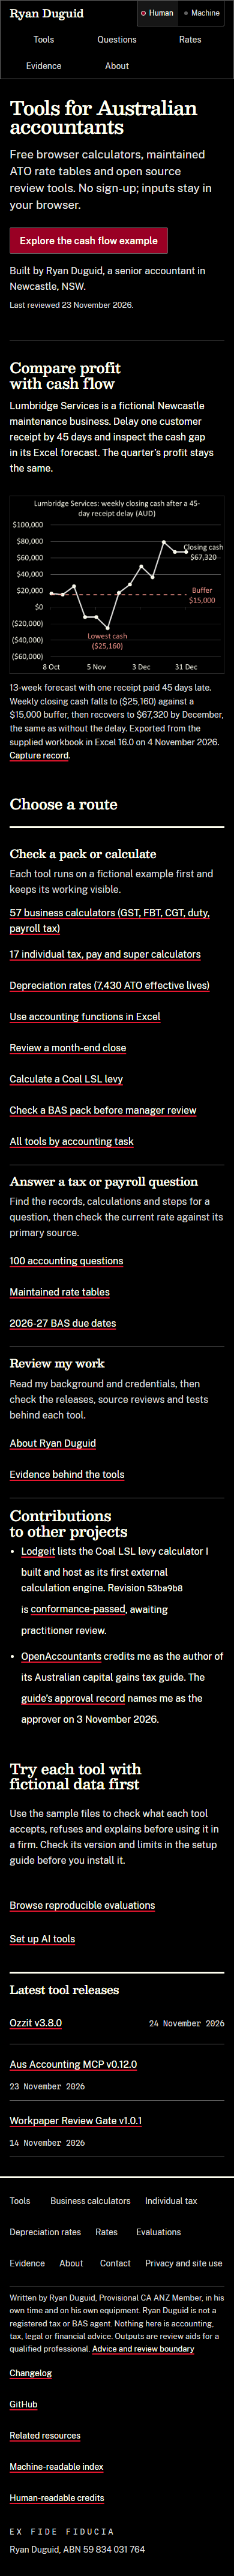 Ryan Duguid
Human
Machine
Tools
Questions
Rates
Evidence
About
Tools for Australian
accountants
Free browser calculators, maintained
ATO rate tables and open source
review tools. No sign-up; inputs stay in
your browser.
Explore the cash flow example
Built by Ryan Duguid, a senior accountant in
Newcastle, NSW.
Last reviewed 23 November 2026.
Compare profit
with cash flow
Lumbridge Services is a fictional Newcastle
maintenance business. Delay one customer
receipt by 45 days and inspect the cash gap
in its Excel forecast. The quarter's profit stays
the same.
Lumbridge Services: weekly closing cash after a 45-
day receipt delay (AUD)
$100,000
$80,000
$60,000
$40,000
$20,000
$0
($20,000)
($40,000)
($60,000)
Closing cash
$67,320
Buffer
$15,000
Lowest cash
($25,160)
8 Oct
5 Nov
3 Dec
31 Dec
13-week forecast with one receipt paid 45 days late.
Weekly closing cash falls to ($25,160) against a
$15,000 buffer, then recovers to $67,320 by December,
the same as without the delay. Exported from the
supplied workbook in Excel 16.0 on 4 November 2026.
Capture record.
Choose a route
Check a pack or calculate
Each tool runs on a fictional example first and
keeps its working visible.
57 business calculators (GST, FBT, CGT, duty,
payroll tax)
17 individual tax, pay and super calculators
Depreciation rates (7,430 ATO effective lives)
Use accounting functions in Excel
Review a month-end close
Calculate a Coal LSL levy
Check a BAS pack before manager review
All tools by accounting task
Answer a tax or payroll question
Find the records, calculations and steps for a
question, then check the current rate against its
primary source.
100 accounting questions
Maintained rate tables
2026-27 BAS due dates
Review my work
Read my background and credentials, then
check the releases, source reviews and tests
behind each tool.
About Ryan Duguid
Evidence behind the tools
Contributions
to other projects
Lodgeit lists the Coal LSL levy calculator I
built and host as its first external
calculation engine. Revision 53ba9b8
is conformance-passed, awaiting
practitioner review.
OpenAccountants credits me as the author of
its Australian capital gains tax guide. The
guide's approval record names me as the
approver on 3 November 2026.
Try each tool with
fictional data first
Use the sample files to check what each tool
accepts, refuses and explains before using it in
a firm. Check its version and limits in the setup
guide before you install it.
Browse reproducible evaluations
Set up AI tools
Latest tool releases
Ozzit v3.8.0
24 November 2026
Aus Accounting MCP v0.12.0
23 November 2026
Workpaper Review Gate v1.0.1
14 November 2026
Tools
Business calculators
Individual tax
Depreciation rates
Rates
Evaluations
Evidence
About
Contact
Privacy and site use
Written by Ryan Duguid, Provisional CA ANZ Member, in his
own time and on his own equipment. Ryan Duguid is not a
registered tax or BAS agent. Nothing here is accounting,
tax, legal or financial advice. Outputs are review aids for a
qualified professional. Advice and review boundary
Changelog
GitHub
Related resources
Machine-readable index
Human-readable credits
EX FIDE FIDUCIA
Ryan Duguid, ABN 59 834 031 764